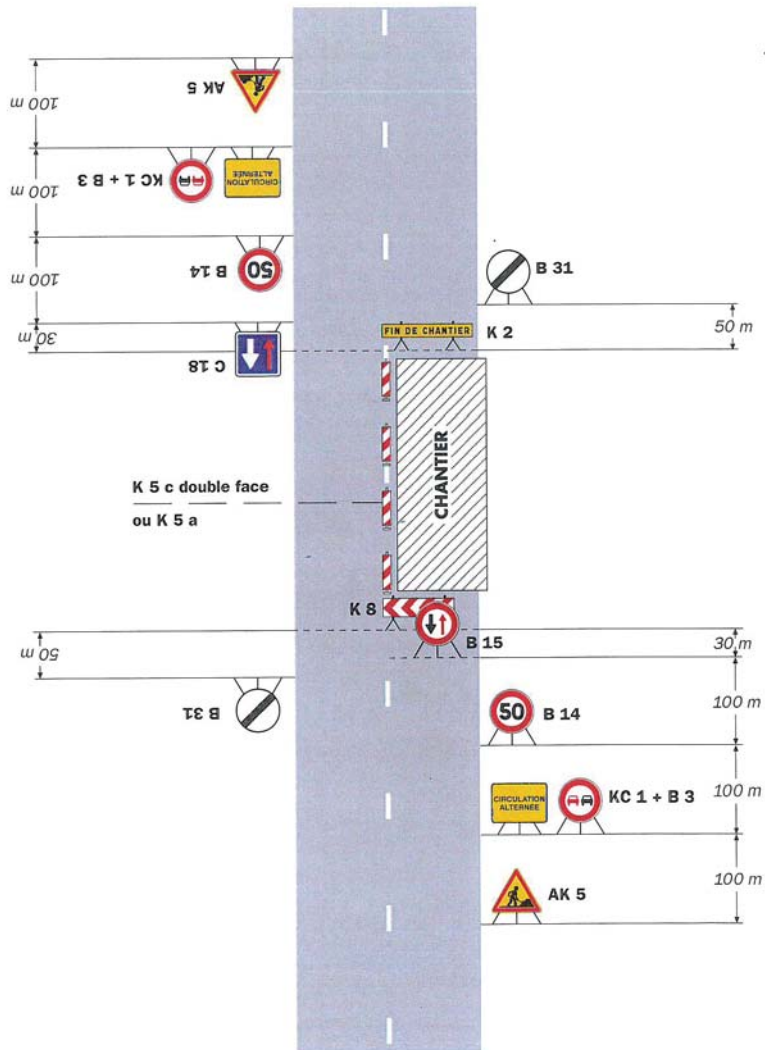 AK 5
100 m
KC 1 + B 3
CIRCULATION
ALTERNÉE
100 m
B 14
50
100 m
B 31
FIN DE CHANTIER
K 2
50 m
30 m
C 18
CHANTIER
K 5 c double face
ou K 5 a
K 8
B 15
50 m
30 m
B 31
50
B 14
100 m
CIRCULATION
ALTERNÉE
KC 1 + B 3
100 m
AK 5
100 m